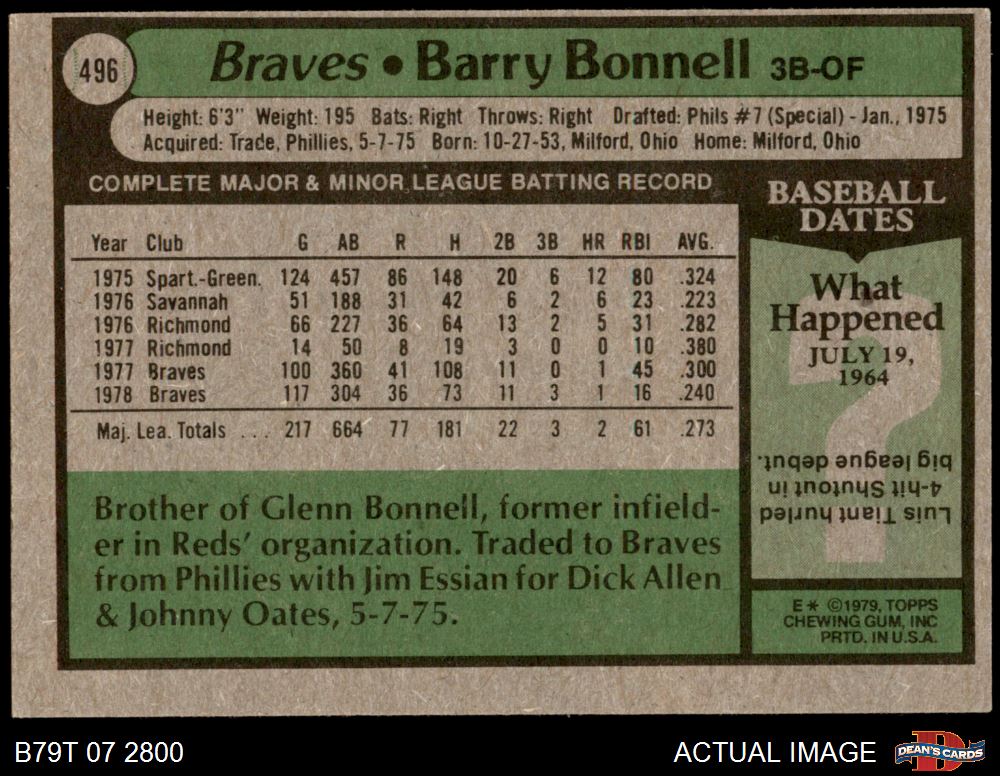 496
Braves • Barry Bonnell 3B-OF
Height: 6'3" Weight: 195 Bats: Right Throws: Right Drafted: Phils #7 (Special) - Jan., 1975
Acquired: Trade, Phillies, 5-7-75 Born: 10-27-53, Milford, Ohio Home: Milford, Ohio
COMPLETE MAJOR & MINOR LEAGUE BATTING RECORD
Year Club G AB R H 2B 3B HR RBI AVG.
1975 Spart.-Green. 124 457 86 148 20 6 12 80 .324
1976 Savannah 51 188 31 42 6 2 6 23 .223
1976 Richmond 66 227 36 64 13 2 5 31 .282
1977 Richmond 14 50 8 19 3 0 0 10 .380
1977 Braves 100 360 41 108 11 0 1 45 .300
1978 Braves 117 304 36 73 11 3 1 16 .240
Maj. Lea. Totals ... 217 664 77 181 22 3 2 61 .273
Brother of Glenn Bonnell, former infield-
er in Reds' organization. Traded to Braves
from Phillies with Jim Essian for Dick Allen
& Johnny Oates, 5-7-75.
BASEBALL
DATES
What
Happened
JULY 19,
1964
?
Luis Tiant hurled
4-hit Shutout in
big league debut.
E* ©1979, TOPPS
CHEWING GUM, INC
PRTD. IN U.S.A.
B79T 07 2800
ACTUAL IMAGE
DEAN'S CARDS